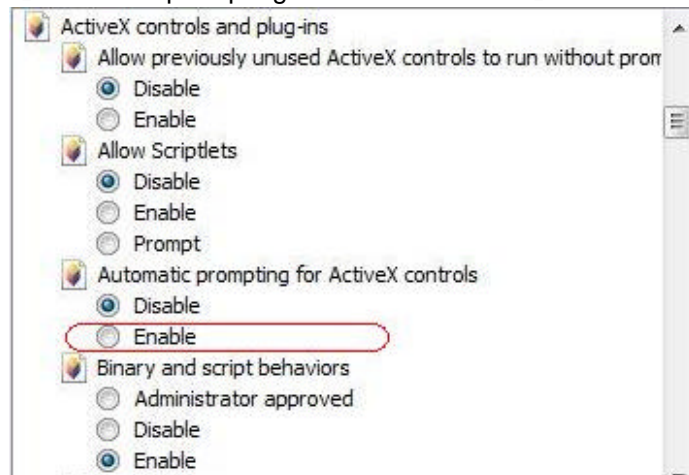 ActiveX controls and plug-ins
Allow previously unused ActiveX controls to run without
Disable
Enable
Allow Scriptlets
Disable
Enable
Prompt
Automatic prompting for ActiveX controls
Disable
Enable
Binary and script behaviors
Administrator approved
Disable
Enable